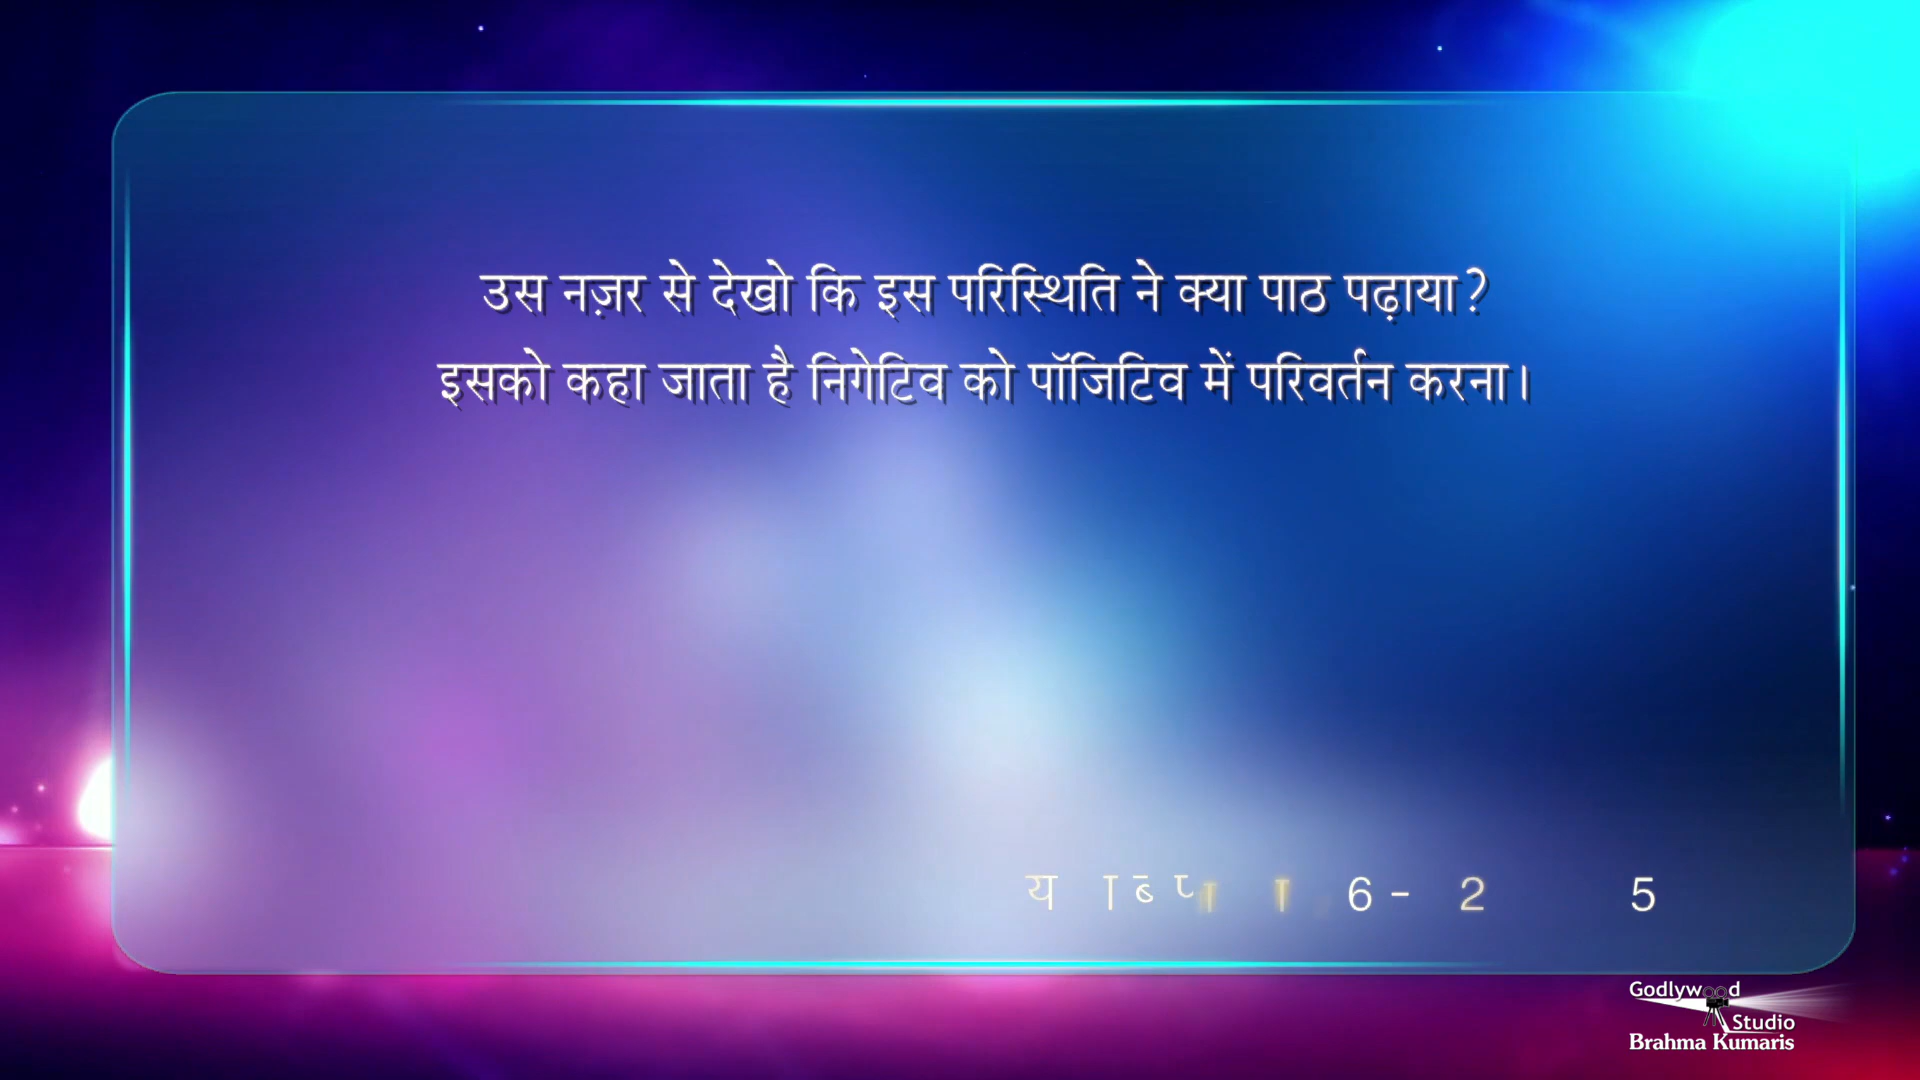 उस नज़र से देखो कि इस परिस्थिति ने क्या पाठ पढ़ाया?
इसको कहा जाता है निगेटिव को पॉजिटिव में परिवर्तन करना।
Godlywood
Studio
Brahma Kumaris